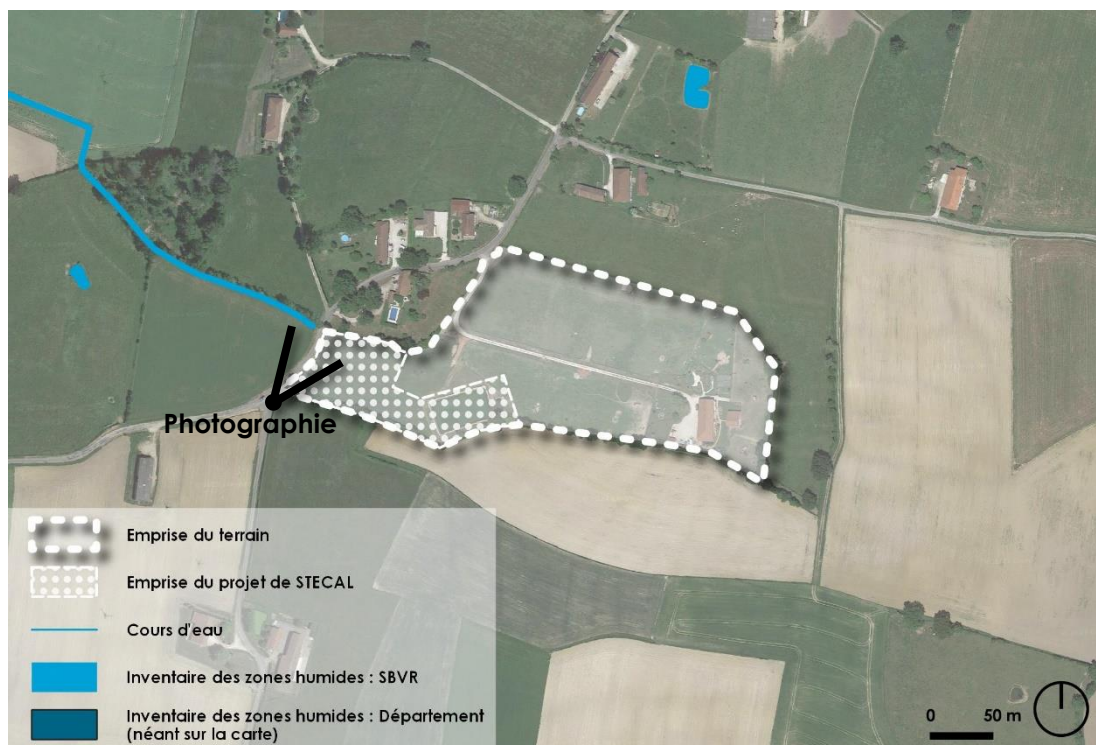 Photographie
Emprise du terrain
Emprise du projet de STECAL
Cours d'eau
Inventaire des zones humides : SBVR
Inventaire des zones humides : Département
(néant sur la carte)
0 50 m